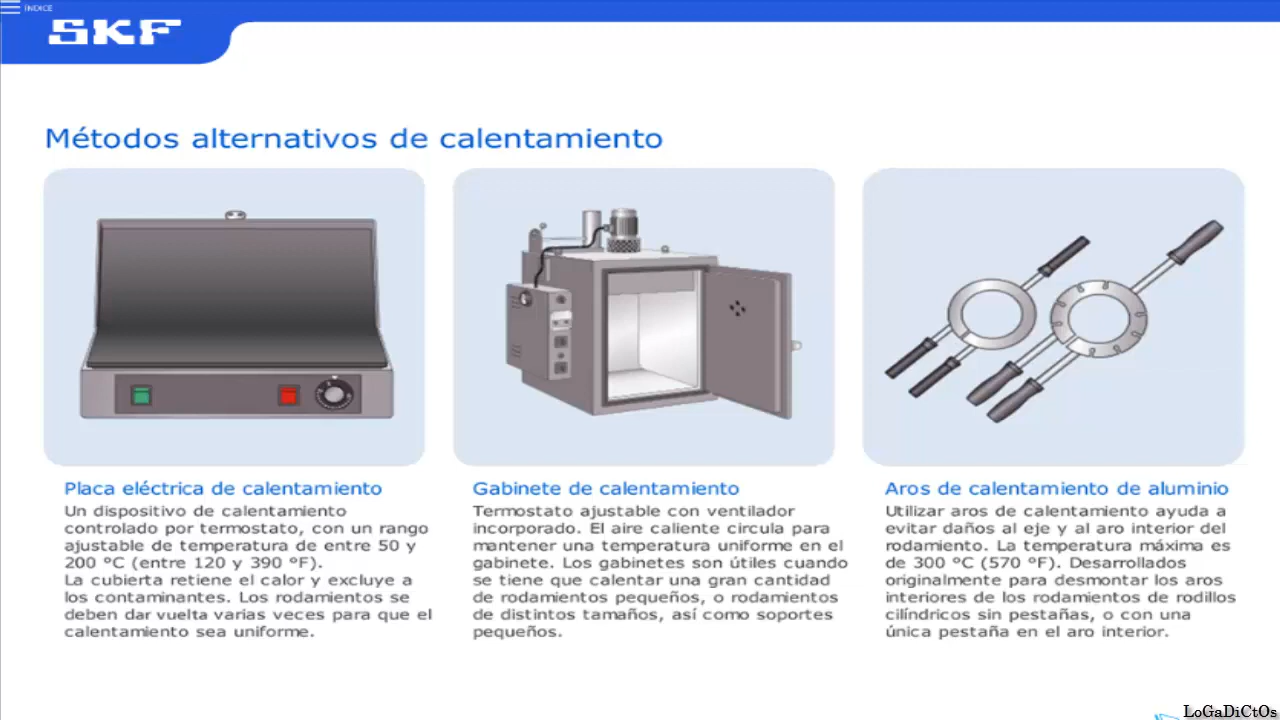 ÍNDICE
SKF
Métodos alternativos de calentamiento
Placa eléctrica de calentamiento
Un dispositivo de calentamiento
controlado por termostato, con un rango
ajustable de temperatura de entre 50 y
200 °C (entre 120 y 390 °F).
La cubierta retiene el calor y excluye a
los contaminantes. Los rodamientos se
deben dar vuelta varias veces para que el
calentamiento sea uniforme.
Gabinete de calentamiento
Termostato ajustable con ventilador
incorporado. El aire caliente circula para
mantener una temperatura uniforme en el
gabinete. Los gabinetes son útiles cuando
se tiene que calentar una gran cantidad
de rodamientos pequeños, o rodamientos
de distintos tamaños, así como soportes
pequeños.
Aros de calentamiento de aluminio
Utilizar aros de calentamiento ayuda a
evitar daños al eje y al aro interior del
rodamiento. La temperatura máxima es
de 300 °C (570 °F). Desarrollados
originalmente para desmontar los aros
interiores de los rodamientos de rodillos
cilíndricos sin pestañas, o con una
única pestaña en el aro interior.
LoGaDiCtOs